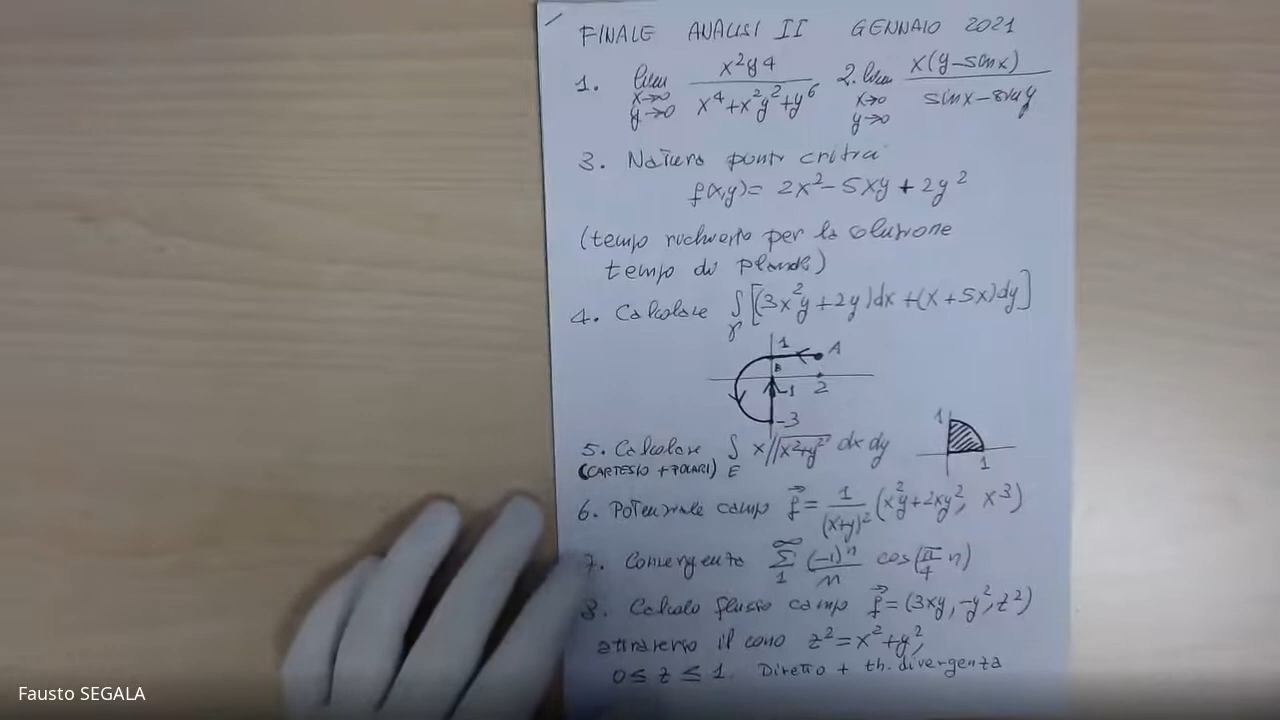 FINALE ANALISI II GENNAIO 2021
1. lim x→0 y→0 x²y4 / x⁴+x²y²+y⁶ 2. lim x→0 y→0 x(y-sinx) / sinx-siny
3. Natura punti critici
f(x,y)= 2x²-5xy+2y²
(tempo richiesto per la soluzione
tempo di Planck)
4. Calcolare ∫γ [(3x²y+2y)dx+(x+5x)dy]
1 A
B
-1 2
-3
1
5. Calcolare ∫E x/√x²+y² dx dy
(CARTESIO + POLARI)
1
6. Potenziale campo f⃗= 1/(x+y)² (x²y+2xy², x³)
7. Convergenza ∑₁^∞ (-1)ⁿ/n cos(π/4 n)
8. Calcolo flusso campo f⃗=(3xy,-y²,z²)
attraverso il cono z²=x²+y²,
0≤z≤1. Diretto + th. divergenza
Fausto SEGALA